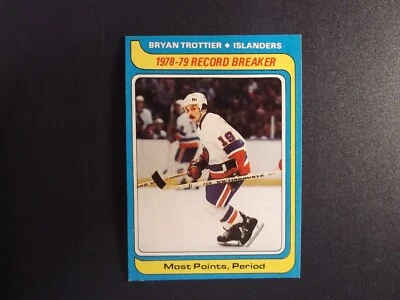 BRYAN TROTTIER ◆ ISLANDERS
1978-79 RECORD BREAKER
19
Most Points, Period